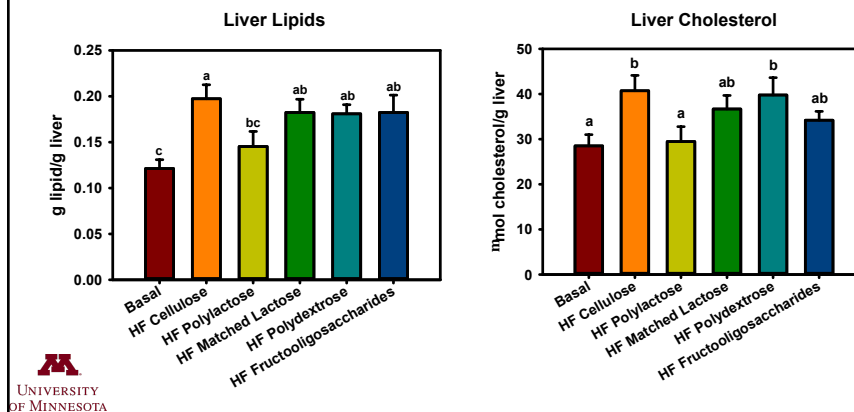 Liver Lipids
g lipid/g liver
0.25
0.20
0.15
0.10
0.05
0.00
c
a
bc
ab
ab
ab
Basal
HF Cellulose
HF Polylactose
HF Matched Lactose
HF Polydextrose
HF Fructooligosaccharides
Liver Cholesterol
mmol cholesterol/g liver
50
40
30
20
10
0
a
b
a
ab
b
ab
Basal
HF Cellulose
HF Polylactose
HF Matched Lactose
HF Polydextrose
HF Fructooligosaccharides
UNIVERSITY
OF MINNESOTA